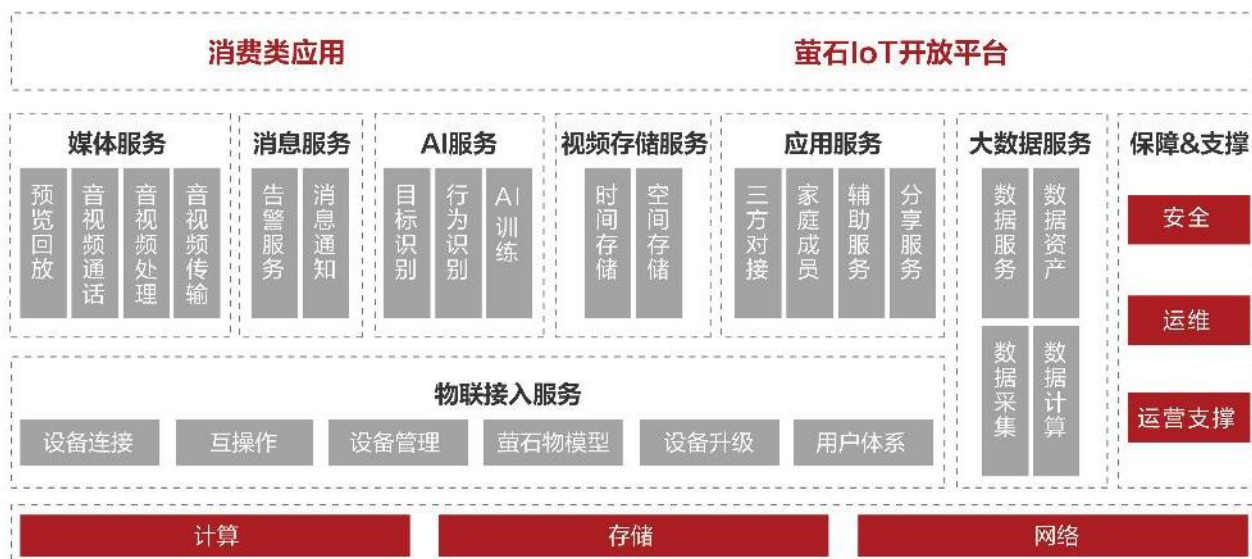 消费类应用
萤石IoT开放平台
媒体服务
预览回放
音视频通话
音视频处理
音视频传输
消息服务
告警服务
消息通知
AI服务
目标识别
行为识别
AI训练
视频存储服务
时间存储
空间存储
应用服务
三方对接
家庭成员
辅助服务
分享服务
大数据服务
数据服务
数据资产
数据采集
数据计算
保障&支撑
安全
运维
运营支撑
物联接入服务
设备连接
互操作
设备管理
萤石物模型
设备升级
用户体系
计算
存储
网络